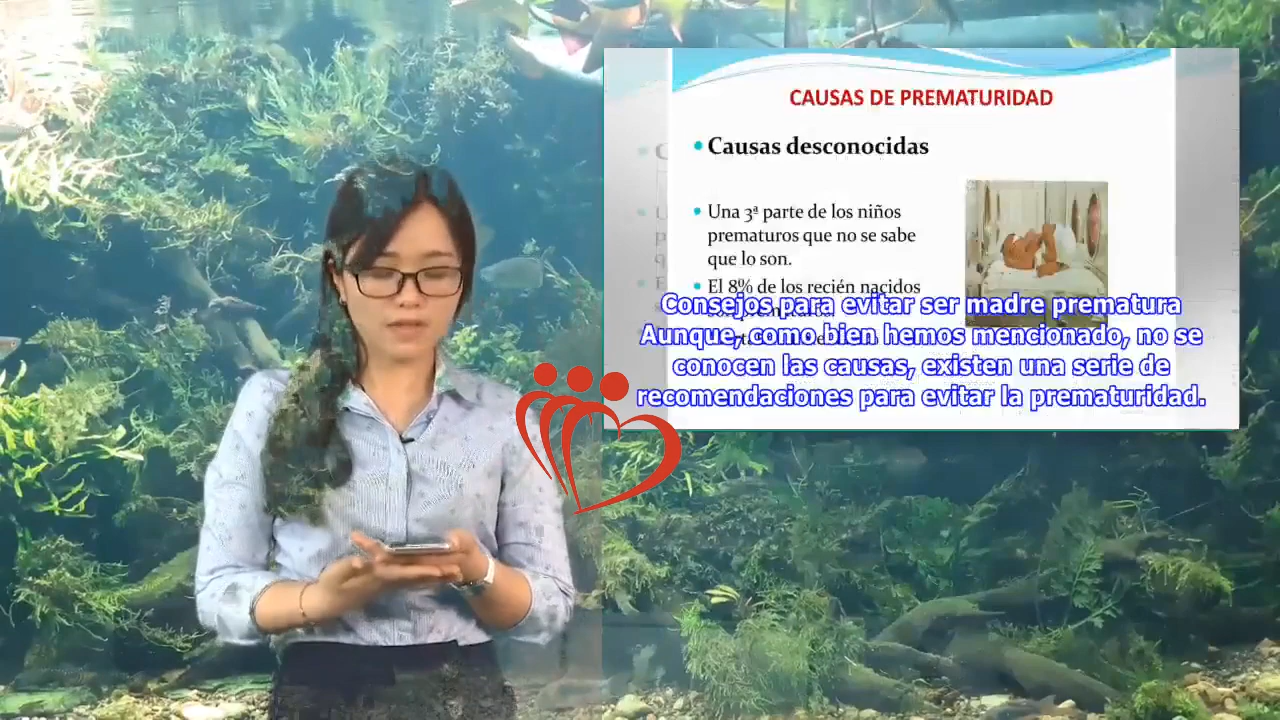 CAUSAS DE PREMATURIDAD
Causas desconocidas
Una 3ª parte de los niños
prematuros que no se sabe
que lo son.
El 8% de los recién nacidos
Consejos para evitar ser madre prematura
Aunque, como bien hemos mencionado, no se
conocen las causas, existen una serie de
recomendaciones para evitar la prematuridad.